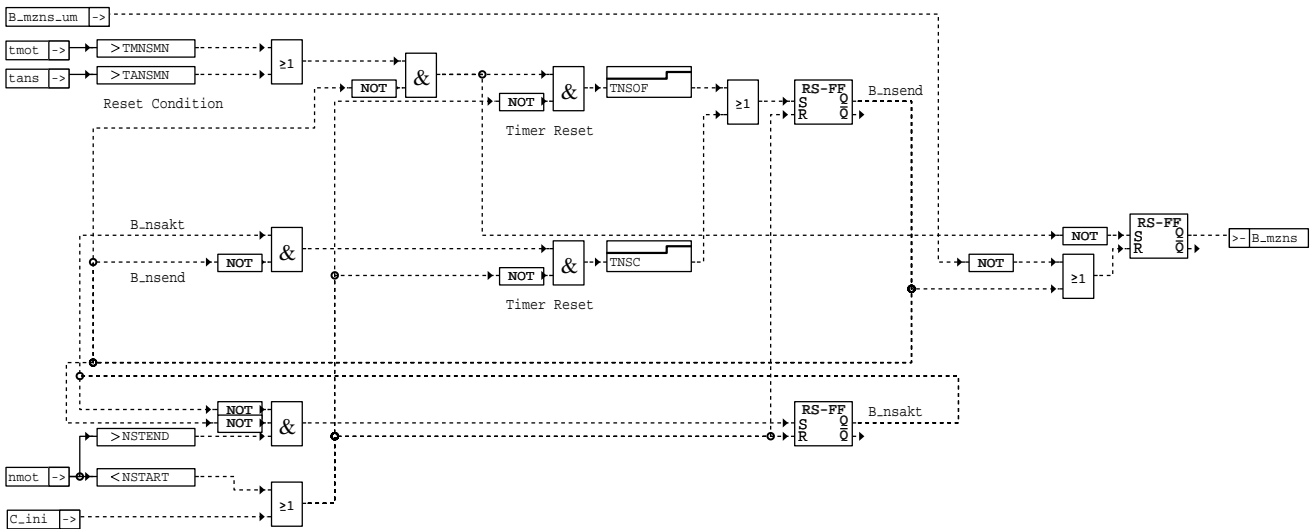 B_mzns_um ->
tmot -> >TMNSMN
tans -> >TANSMN
≥1
Reset Condition
NOT
&
NOT
&
TNSOF
Timer Reset
≥1
RS-FF
S Q
R Q̅
B_nsend
B_nsakt
B_nsend
NOT
&
NOT
&
TNSC
Timer Reset
NOT
NOT
≥1
RS-FF
S Q
R Q̅
>- B_mzns
NOT
NOT
&
>NSTEND
RS-FF
S Q
R Q̅
B_nsakt
nmot -> <NSTART
≥1
C_ini ->